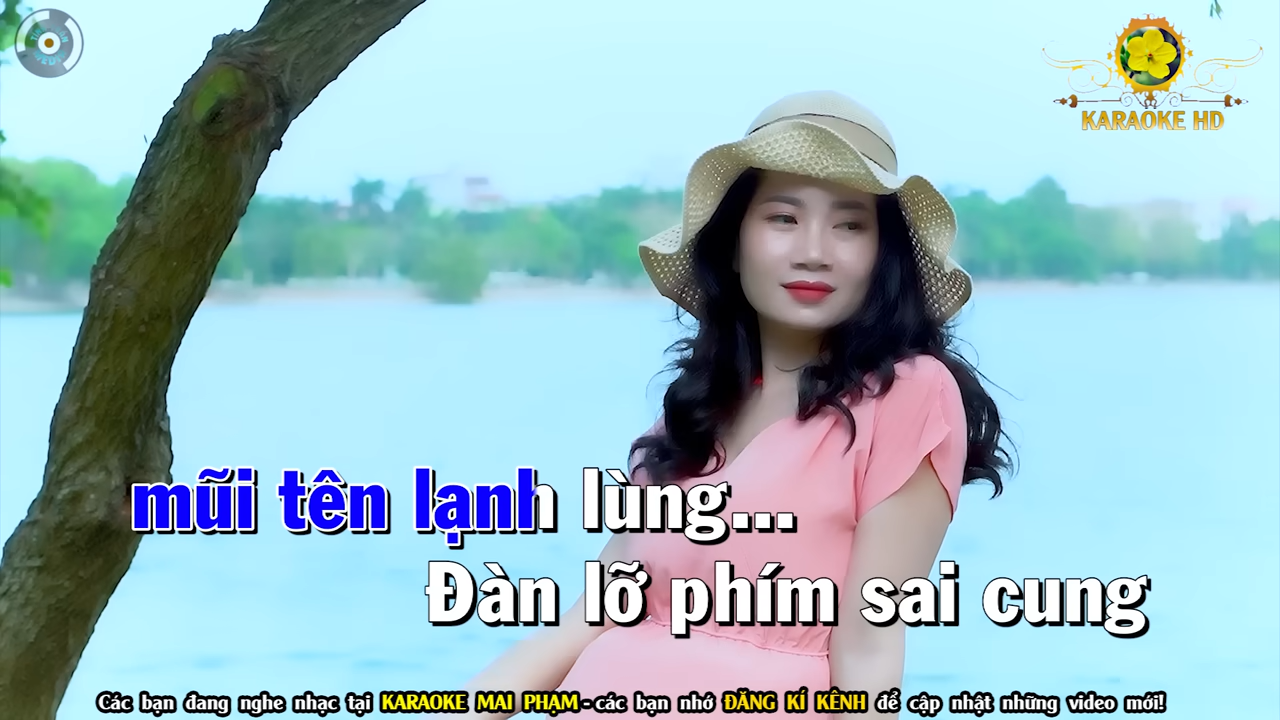 KARAOKE HD
mũi tên lạnh lùng...
Đàn lỡ phím sai cung
Các bạn đang nghe nhạc tại KARAOKE MAI PHẠM - các bạn nhớ ĐĂNG KÍ KÊNH để cập nhật những video mới!